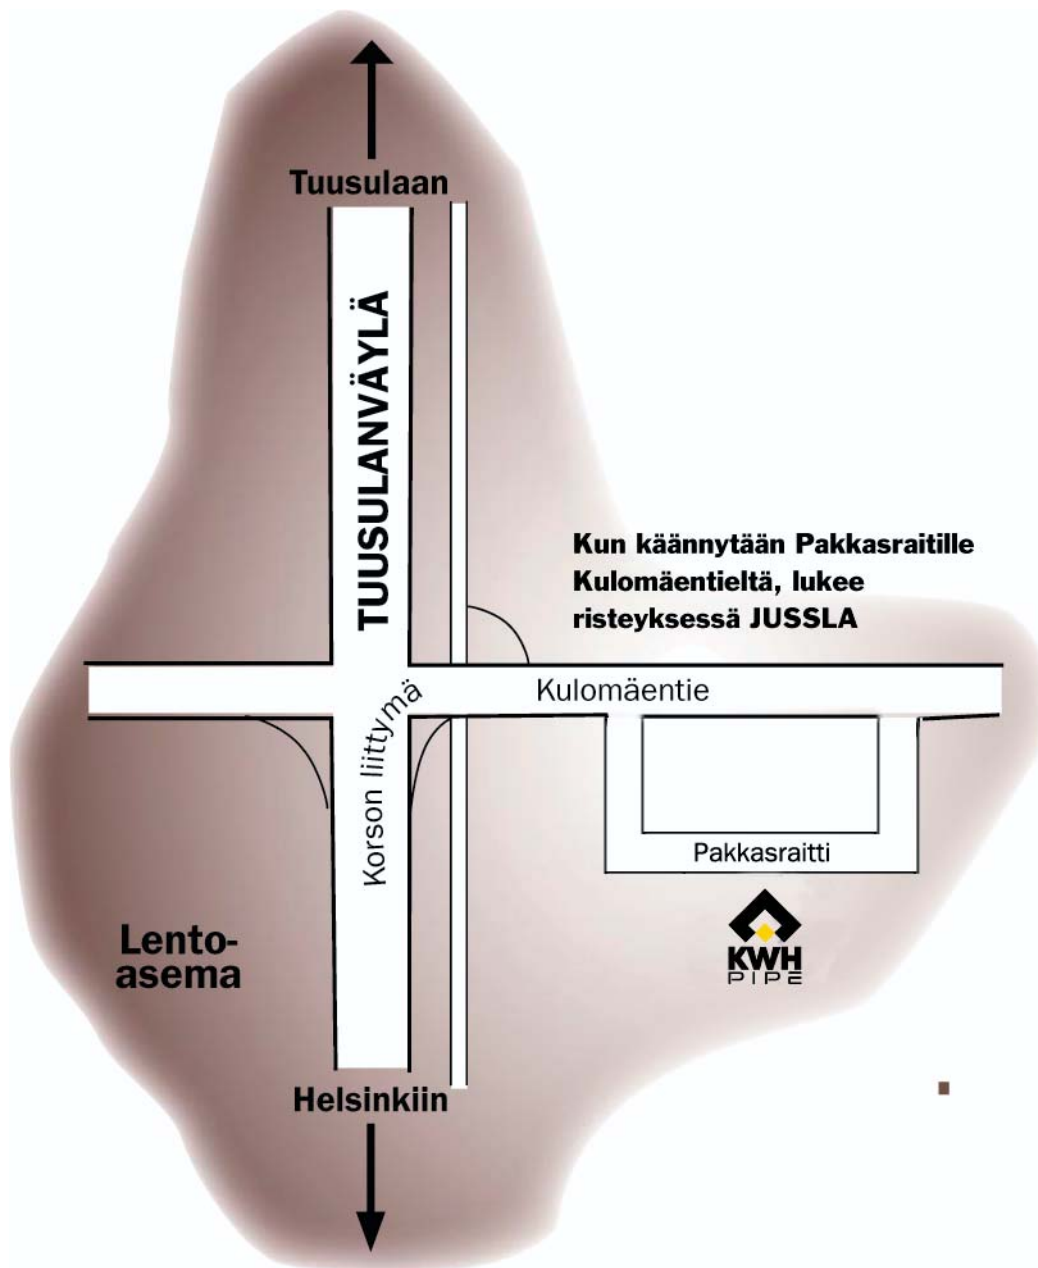 Tuusulaan
TUUSULANVÄYLÄ
Kun käännytään Pakkasraitille
Kulomäentieltä, lukee
risteyksessä JUSSLA
Kulomäentie
Korson liittymä
Pakkasraitti
KWH
PIPE
Lento-
asema
Helsinkiin